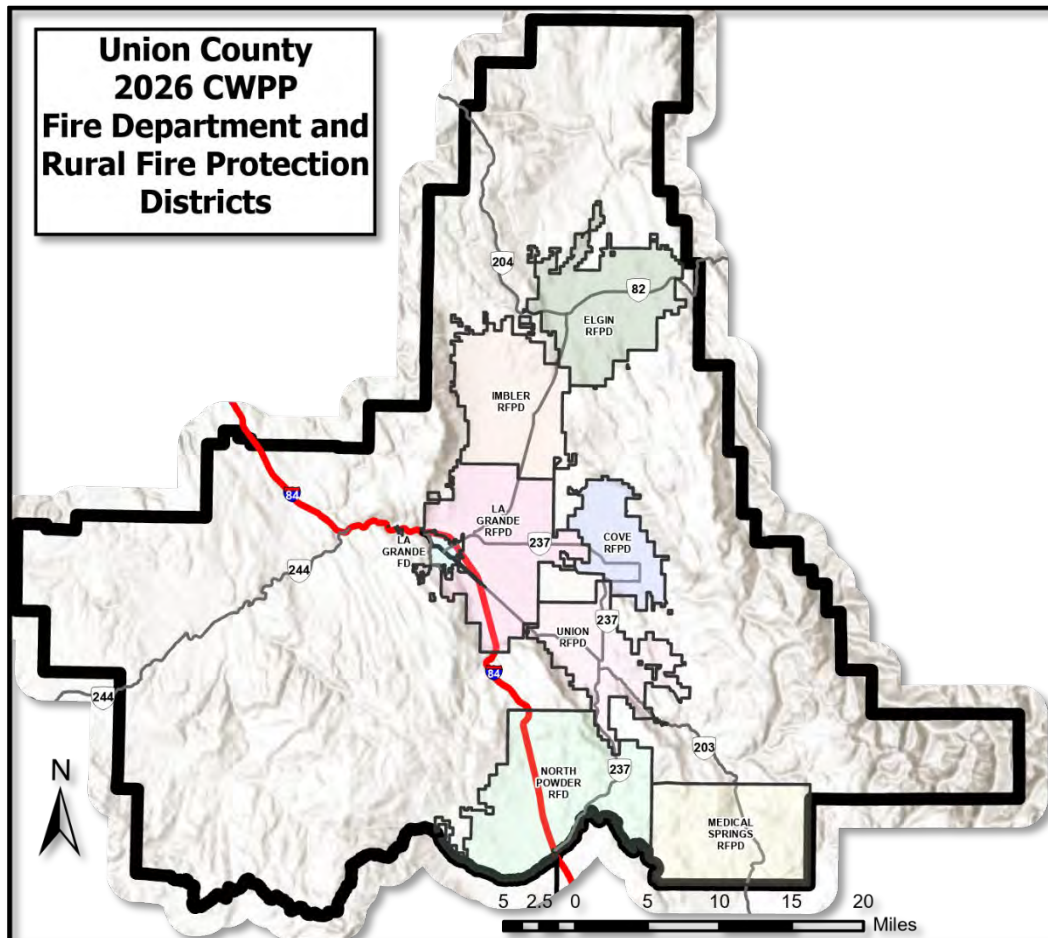 Union County
2026 CWPP
Fire Department and
Rural Fire Protection
Districts
204
82
ELGIN
RFPD
IMBLER
RFPD
84
LA
GRANDE
RFPD
237
COVE
RFPD
LA
GRANDE
FD
244
237
UNION
RFPD
84
244
203
NORTH
POWDER
RFD
237
MEDICAL
SPRINGS
RFPD
N
5 2.5 0 5 10 15 20
Miles